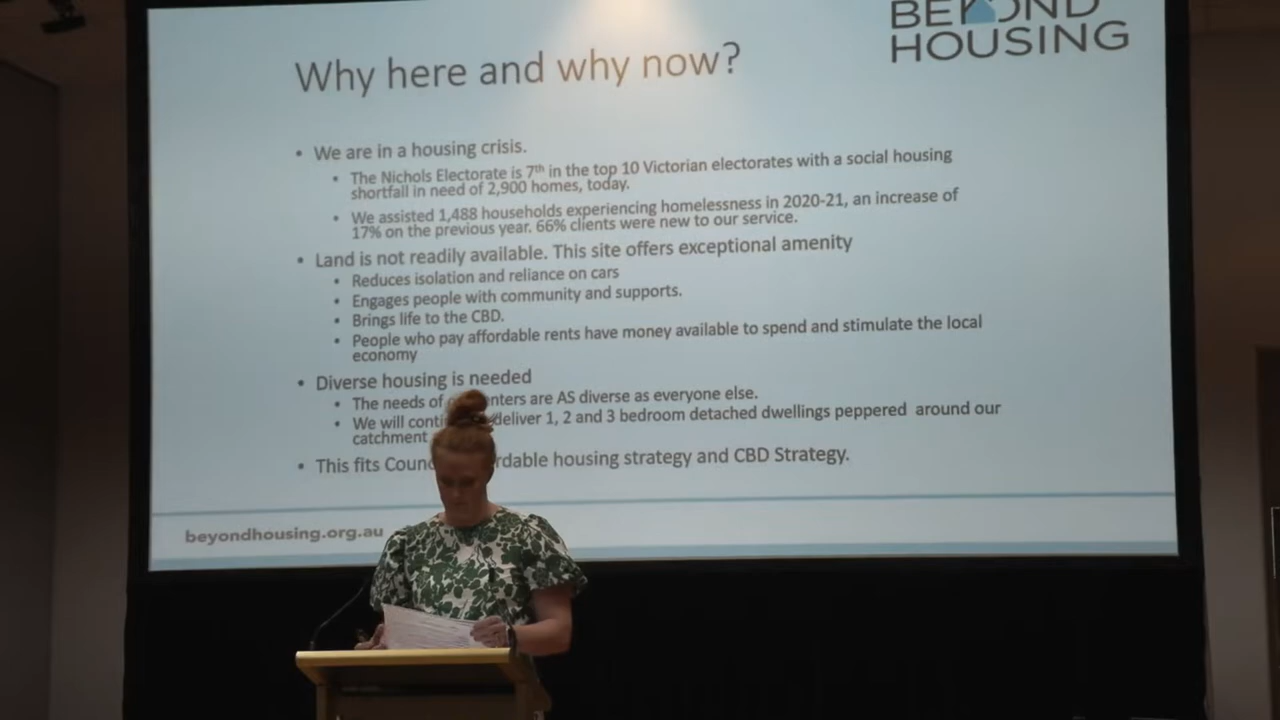 BEYOND
HOUSING
Why here and why now?
• We are in a housing crisis.
• The Nichols Electorate is 7th in the top 10 Victorian electorates with a social housing
shortfall in need of 2,900 homes, today.
• We assisted 1,488 households experiencing homelessness in 2020-21, an increase of
17% on the previous year. 66% clients were new to our service.
• Land is not readily available. This site offers exceptional amenity
• Reduces isolation and reliance on cars
• Engages people with community and supports.
• Brings life to the CBD.
• People who pay affordable rents have money available to spend and stimulate the local
economy
• Diverse housing is needed
• The needs of are AS diverse as everyone else.
• We will deliver 1, 2 and 3 bedroom detached dwellings peppered around our
catchment
• This fits housing strategy and CBD Strategy.
beyondhousing.org.au